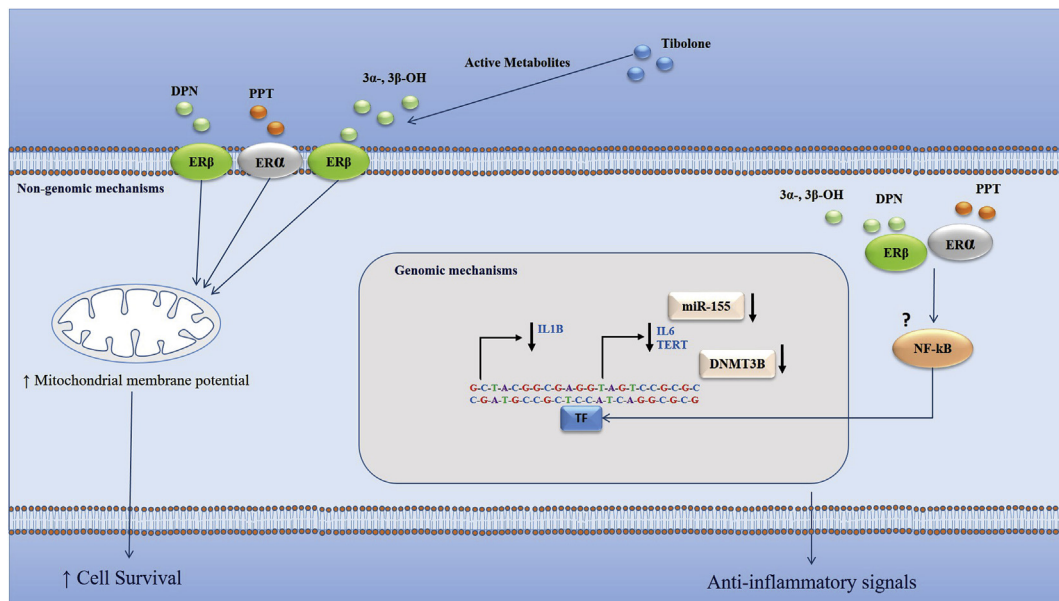 Tibolone
Active Metabolites
3α-, 3β-OH
DPN
PPT
ERβ
ERα
ERβ
Non-genomic mechanisms
3α-, 3β-OH
DPN
PPT
ERβ
ERα
Genomic mechanisms
miR-155
IL1B
IL6
TERT
DNMT3B
?
NF-kB
G-C-T-A-C-G-G-C-G-A-G-G-T-A-G-T-C-C-G-C-G-C
C-G-A-T-G-C-C-G-C-T-C-C-A-T-C-A-G-G-C-G-C-G
TF
↑ Mitochondrial membrane potential
↑ Cell Survival
Anti-inflammatory signals